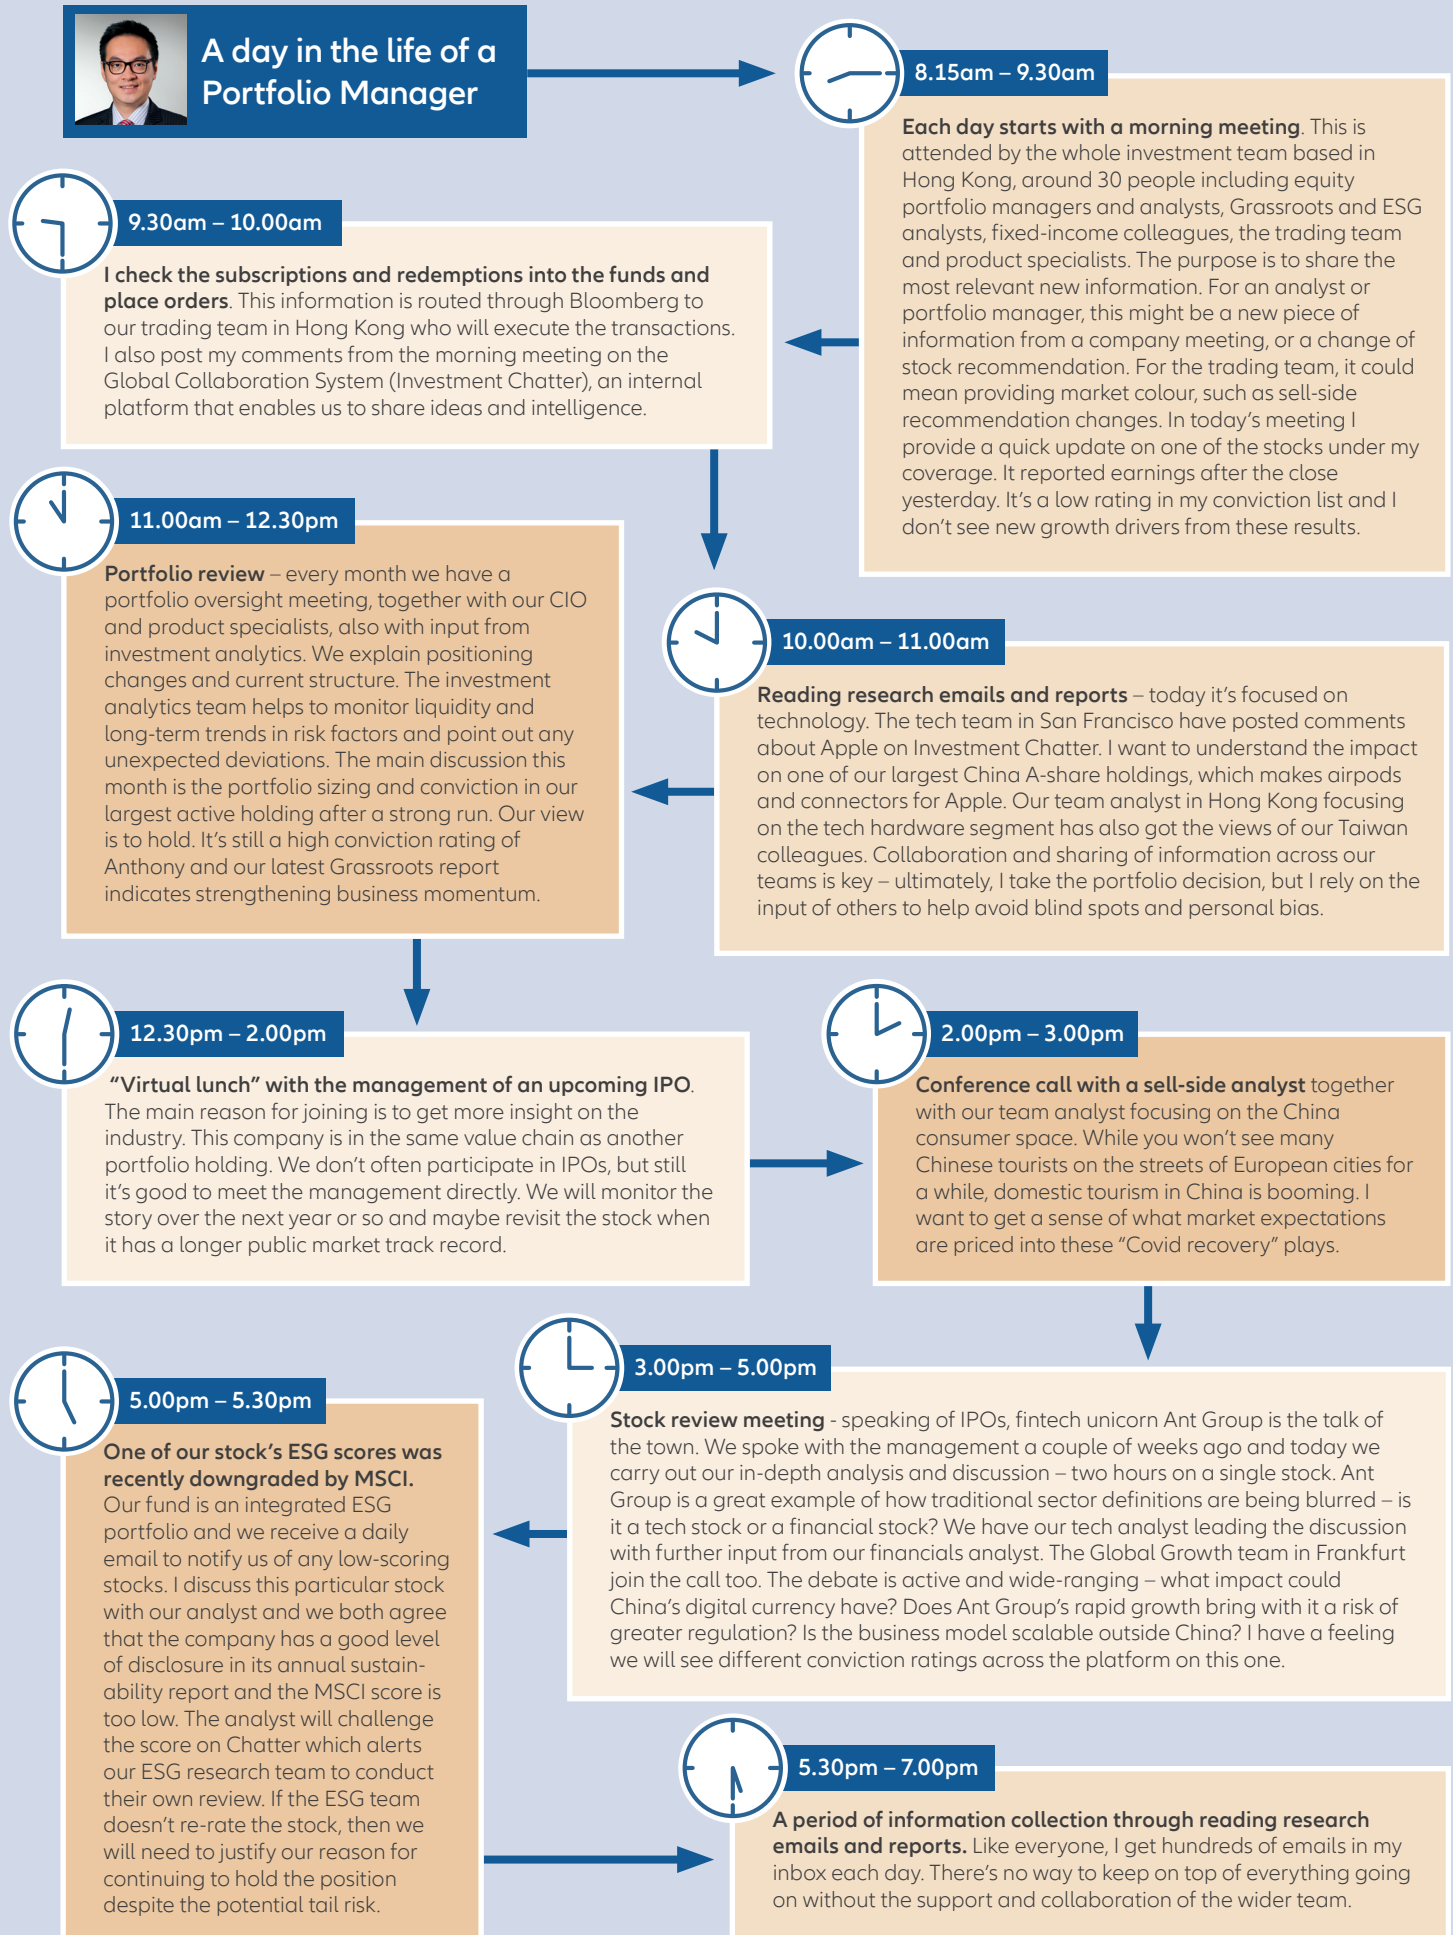 A day in the life of a
Portfolio Manager
8.15am – 9.30am
Each day starts with a morning meeting. This is
attended by the whole investment team based in
Hong Kong, around 30 people including equity
portfolio managers and analysts, Grassroots and ESG
analysts, fixed-income colleagues, the trading team
and product specialists. The purpose is to share the
most relevant new information. For an analyst or
portfolio manager, this might be a new piece of
information from a company meeting, or a change of
stock recommendation. For the trading team, it could
mean providing market colour, such as sell-side
recommendation changes. In today’s meeting I
provide a quick update on one of the stocks under my
coverage. It reported earnings after the close
yesterday. It’s a low rating in my conviction list and I
don’t see new growth drivers from these results.
9.30am – 10.00am
I check the subscriptions and redemptions into the funds and
place orders. This information is routed through Bloomberg to
our trading team in Hong Kong who will execute the transactions.
I also post my comments from the morning meeting on the
Global Collaboration System (Investment Chatter), an internal
platform that enables us to share ideas and intelligence.
10.00am – 11.00am
Reading research emails and reports – today it’s focused on
technology. The tech team in San Francisco have posted comments
about Apple on Investment Chatter. I want to understand the impact
on one of our largest China A-share holdings, which makes airpods
and connectors for Apple. Our team analyst in Hong Kong focusing
on the tech hardware segment has also got the views of our Taiwan
colleagues. Collaboration and sharing of information across our
teams is key – ultimately, I take the portfolio decision, but I rely on the
input of others to help avoid blind spots and personal bias.
11.00am – 12.30pm
Portfolio review – every month we have a
portfolio oversight meeting, together with our CIO
and product specialists, also with input from
investment analytics. We explain positioning
changes and current structure. The investment
analytics team helps to monitor liquidity and
long-term trends in risk factors and point out any
unexpected deviations. The main discussion this
month is the portfolio sizing and conviction in our
largest active holding after a strong run. Our view
is to hold. It’s still a high conviction rating of
Anthony and our latest Grassroots report
indicates strengthening business momentum.
12.30pm – 2.00pm
“Virtual lunch” with the management of an upcoming IPO.
The main reason for joining is to get more insight on the
industry. This company is in the same value chain as another
portfolio holding. We don’t often participate in IPOs, but still
it’s good to meet the management directly. We will monitor the
story over the next year or so and maybe revisit the stock when
it has a longer public market track record.
2.00pm – 3.00pm
Conference call with a sell-side analyst together
with our team analyst focusing on the China
consumer space. While you won’t see many
Chinese tourists on the streets of European cities for
a while, domestic tourism in China is booming. I
want to get a sense of what market expectations
are priced into these “Covid recovery” plays.
3.00pm – 5.00pm
Stock review meeting - speaking of IPOs, fintech unicorn Ant Group is the talk of
the town. We spoke with the management a couple of weeks ago and today we
carry out our in-depth analysis and discussion – two hours on a single stock. Ant
Group is a great example of how traditional sector definitions are being blurred – is
it a tech stock or a financial stock? We have our tech analyst leading the discussion
with further input from our financials analyst. The Global Growth team in Frankfurt
join the call too. The debate is active and wide-ranging – what impact could
China’s digital currency have? Does Ant Group’s rapid growth bring with it a risk of
greater regulation? Is the business model scalable outside China? I have a feeling
we will see different conviction ratings across the platform on this one.
5.00pm – 5.30pm
One of our stock’s ESG scores was
recently downgraded by MSCI.
Our fund is an integrated ESG
portfolio and we receive a daily
email to notify us of any low-scoring
stocks. I discuss this particular stock
with our analyst and we both agree
that the company has a good level
of disclosure in its annual sustain-
ability report and the MSCI score is
too low. The analyst will challenge
the score on Chatter which alerts
our ESG research team to conduct
their own review. If the ESG team
doesn’t re-rate the stock, then we
will need to justify our reason for
continuing to hold the position
despite the potential tail risk.
5.30pm – 7.00pm
A period of information collection through reading research
emails and reports. Like everyone, I get hundreds of emails in my
inbox each day. There’s no way to keep on top of everything going
on without the support and collaboration of the wider team.